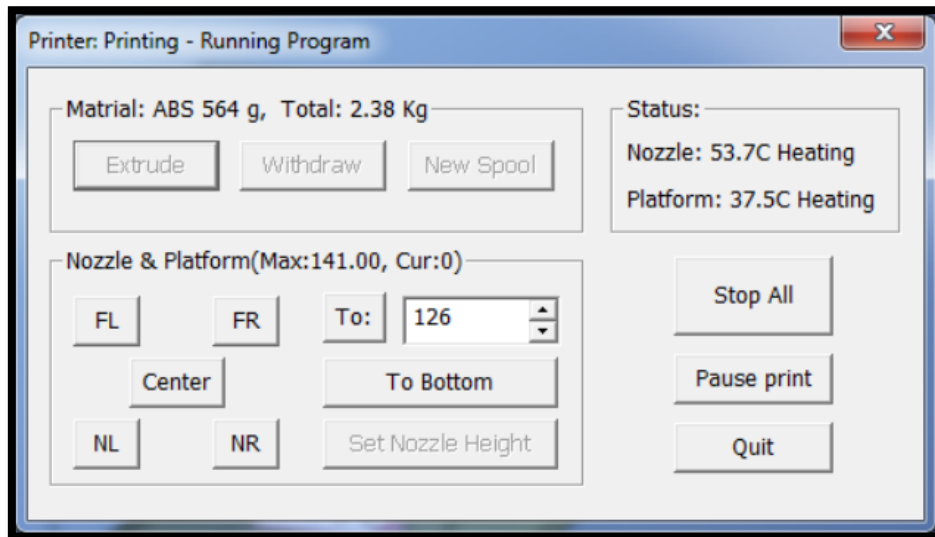 Printer: Printing - Running Program
X
Matrial: ABS 564 g, Total: 2.38 Kg
Extrude Withdraw New Spool
Status:
Nozzle: 53.7C Heating
Platform: 37.5C Heating
Nozzle & Platform(Max:141.00, Cur:0)
FL FR To: 126
Center To Bottom
NL NR Set Nozzle Height
Stop All
Pause print
Quit